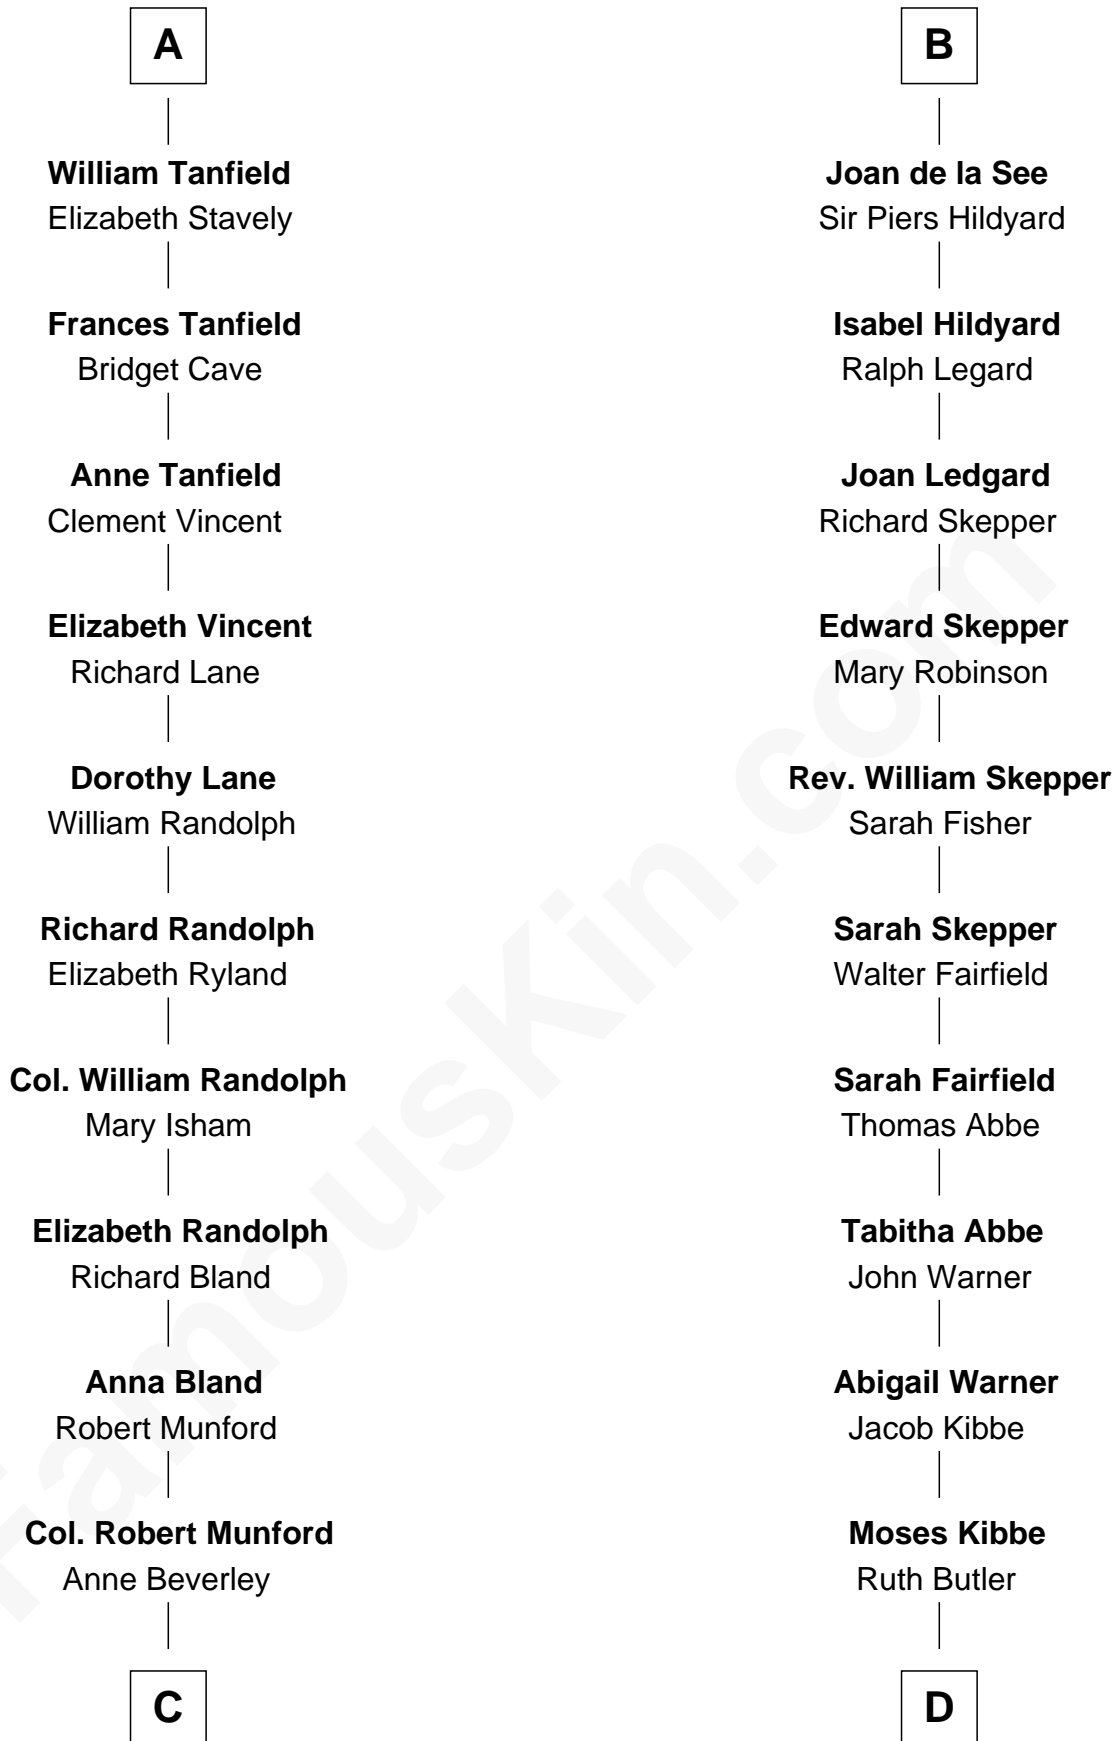 A
William Tanfield
Elizabeth Stavely
Frances Tanfield
Bridget Cave
Anne Tanfield
Clement Vincent
Elizabeth Vincent
Richard Lane
Dorothy Lane
William Randolph
Richard Randolph
Elizabeth Ryland
Col. William Randolph
Mary Isham
Elizabeth Randolph
Richard Bland
Anna Bland
Robert Munford
Col. Robert Munford
Anne Beverley
C
B
Joan de la See
Sir Piers Hildyard
Isabel Hildyard
Ralph Legard
Joan Ledgard
Richard Skepper
Edward Skepper
Mary Robinson
Rev. William Skepper
Sarah Fisher
Sarah Skepper
Walter Fairfield
Sarah Fairfield
Thomas Abbe
Tabitha Abbe
John Warner
Abigail Warner
Jacob Kibbe
Moses Kibbe
Ruth Butler
D
FamousKin.com